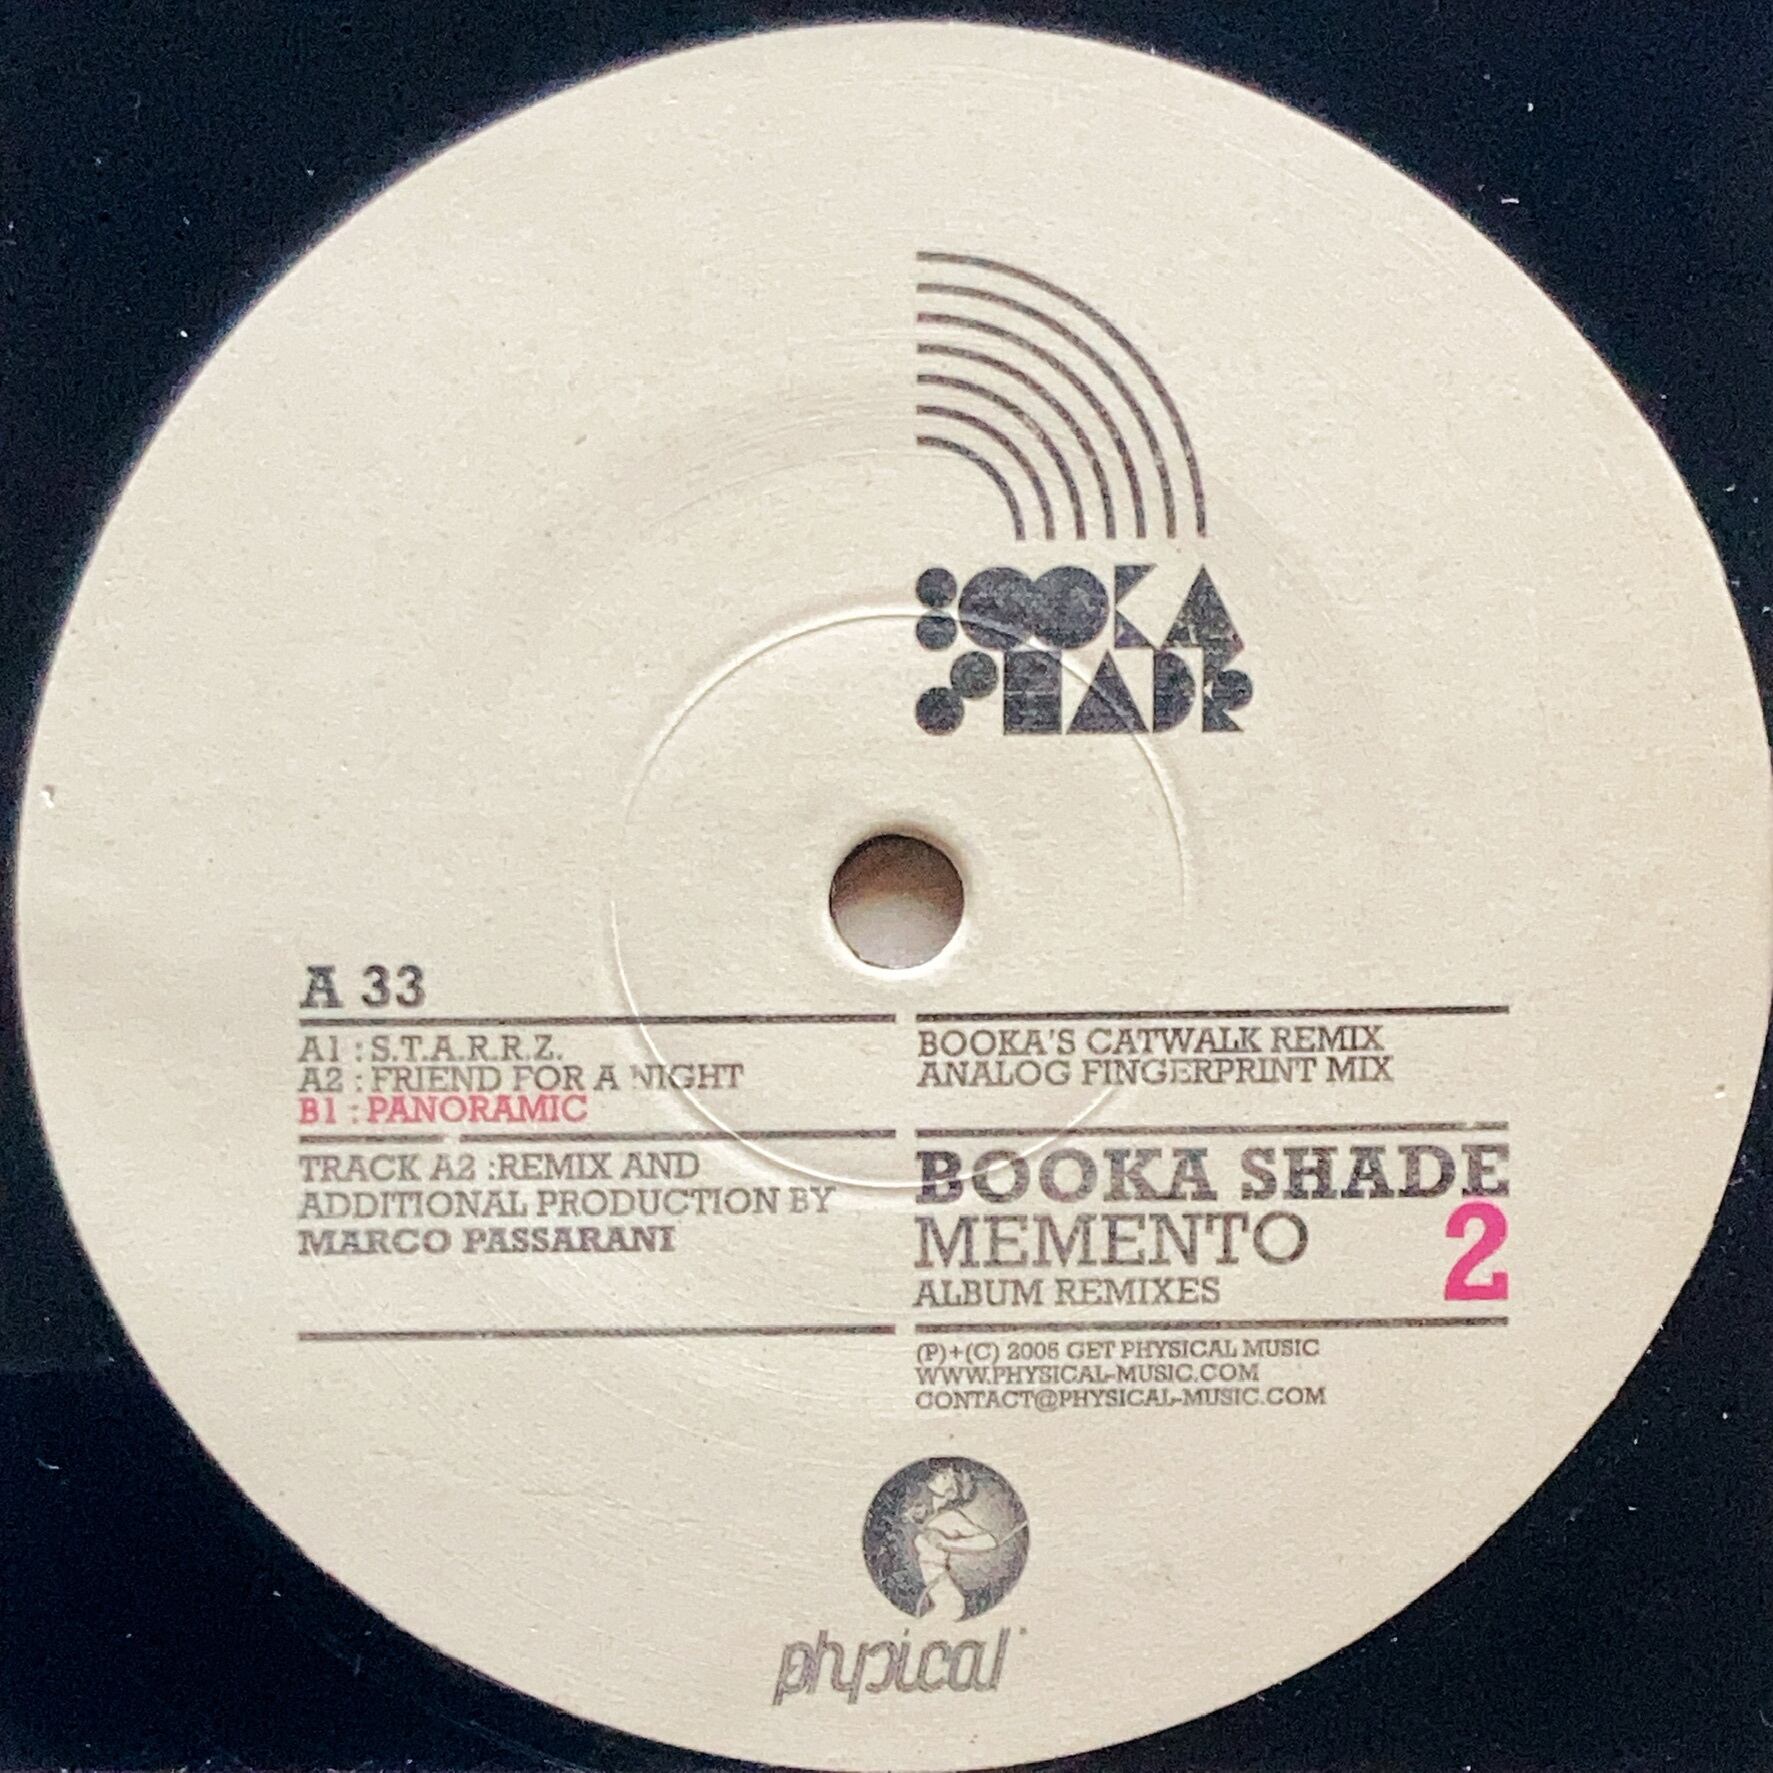 BOOKA
SHADE
A 33
A1 : S.T.A.R.R.Z.
A2 : FRIEND FOR A NIGHT
B1 : PANORAMIC
BOOKA'S CATWALK REMIX
ANALOG FINGERPRINT MIX
TRACK A2 :REMIX AND
ADDITIONAL PRODUCTION BY
MARCO PASSARANI
BOOKA SHADE
MEMENTO 2
ALBUM REMIXES
(P)+(C) 2005 GET PHYSICAL MUSIC
WWW.PHYSICAL-MUSIC.COM
CONTACT@PHYSICAL-MUSIC.COM
physical